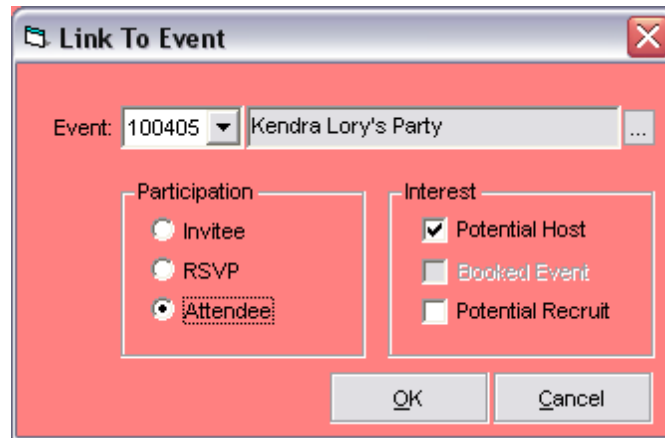 Link To Event
Event: 100405 Kendra Lory's Party ...
Participation
Invitee
RSVP
Attendee
Interest
Potential Host
Booked Event
Potential Recruit
OK Cancel